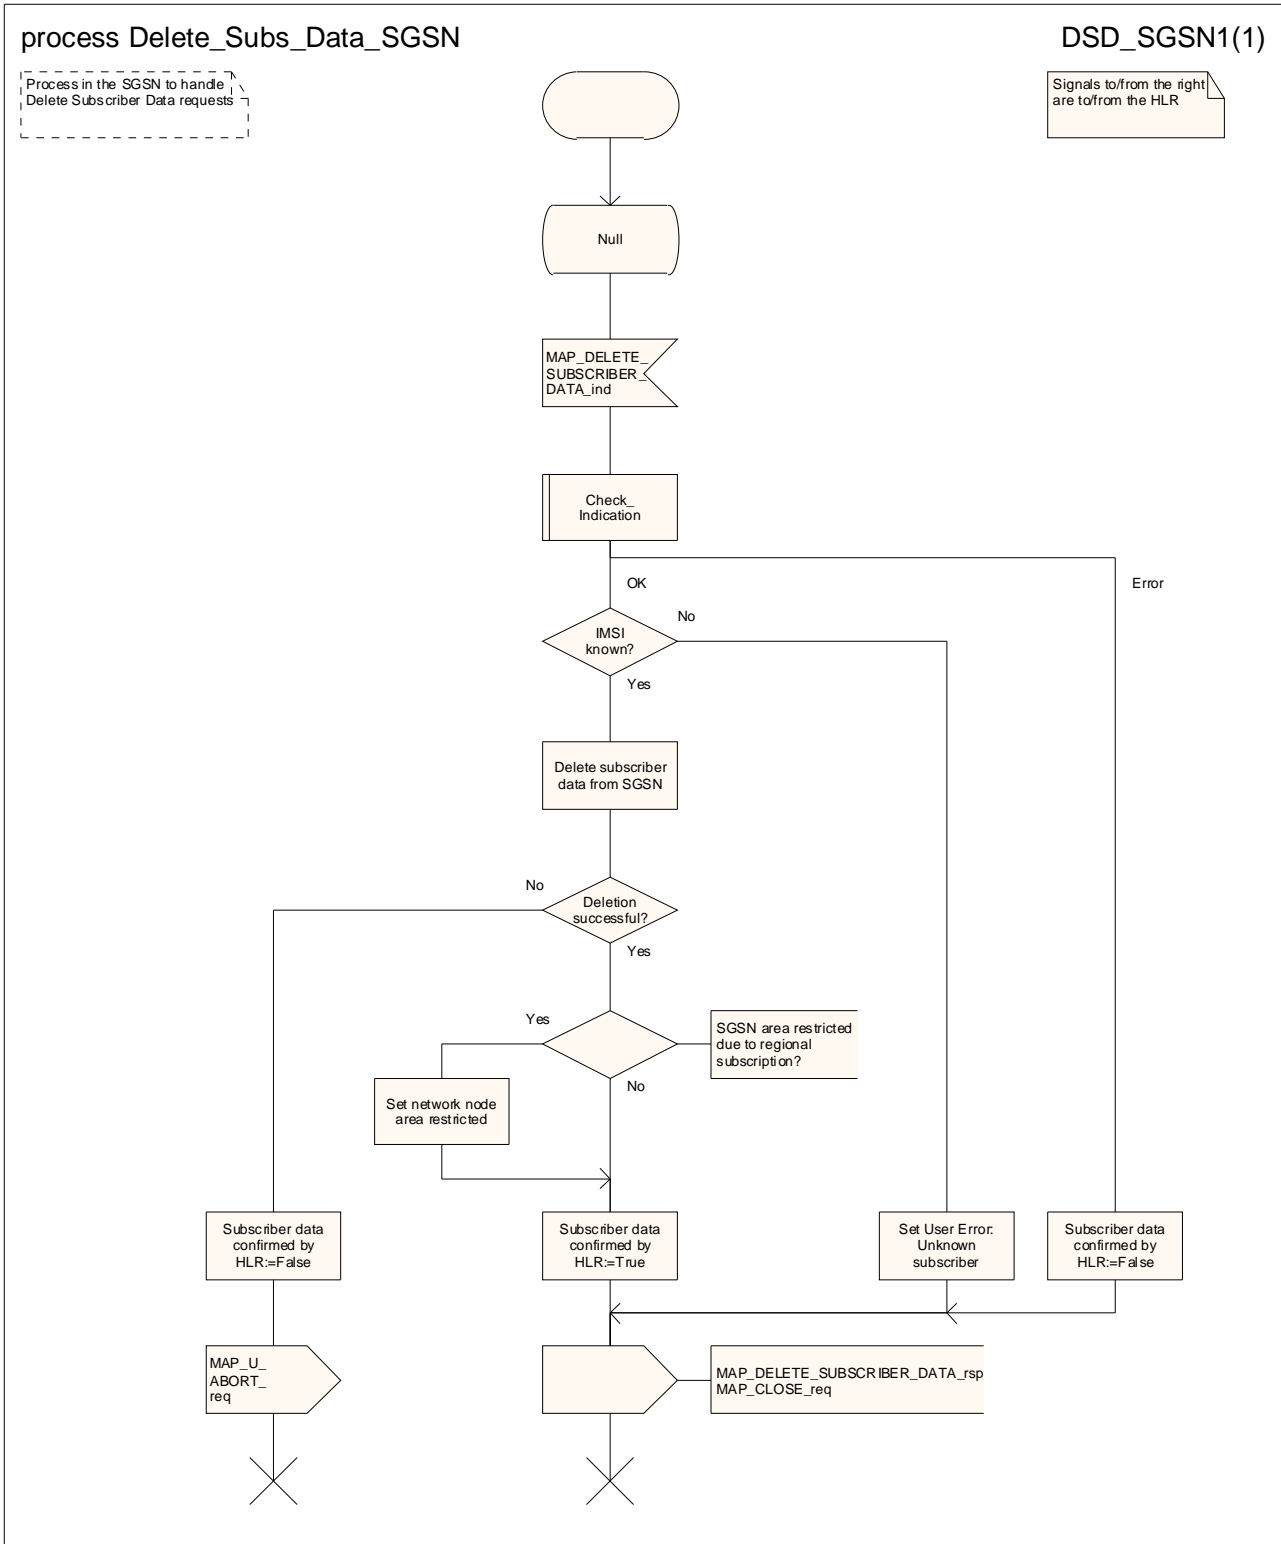 process Delete_Subs_Data_SGSN
DSD_SGSN1(1)
Process in the SGSN to handle
Delete Subscriber Data requests
Signals to/from the right
are to/from the HLR
Null
MAP_DELETE_
SUBSCRIBER_
DATA_ind
Check_
Indication
OK
Error
IMSI
known?
No
Yes
Delete subscriber
data from SGSN
No
Deletion
successful?
Yes
Yes
SGSN area restricted
due to regional
subscription?
No
Set network node
area restricted
Subscriber data
confirmed by
HLR:=False
Subscriber data
confirmed by
HLR:=True
Set User Error:
Unknown
subscriber
Subscriber data
confirmed by
HLR:=False
MAP_U_
ABORT_
req
MAP_DELETE_SUBSCRIBER_DATA_rsp
MAP_CLOSE_req